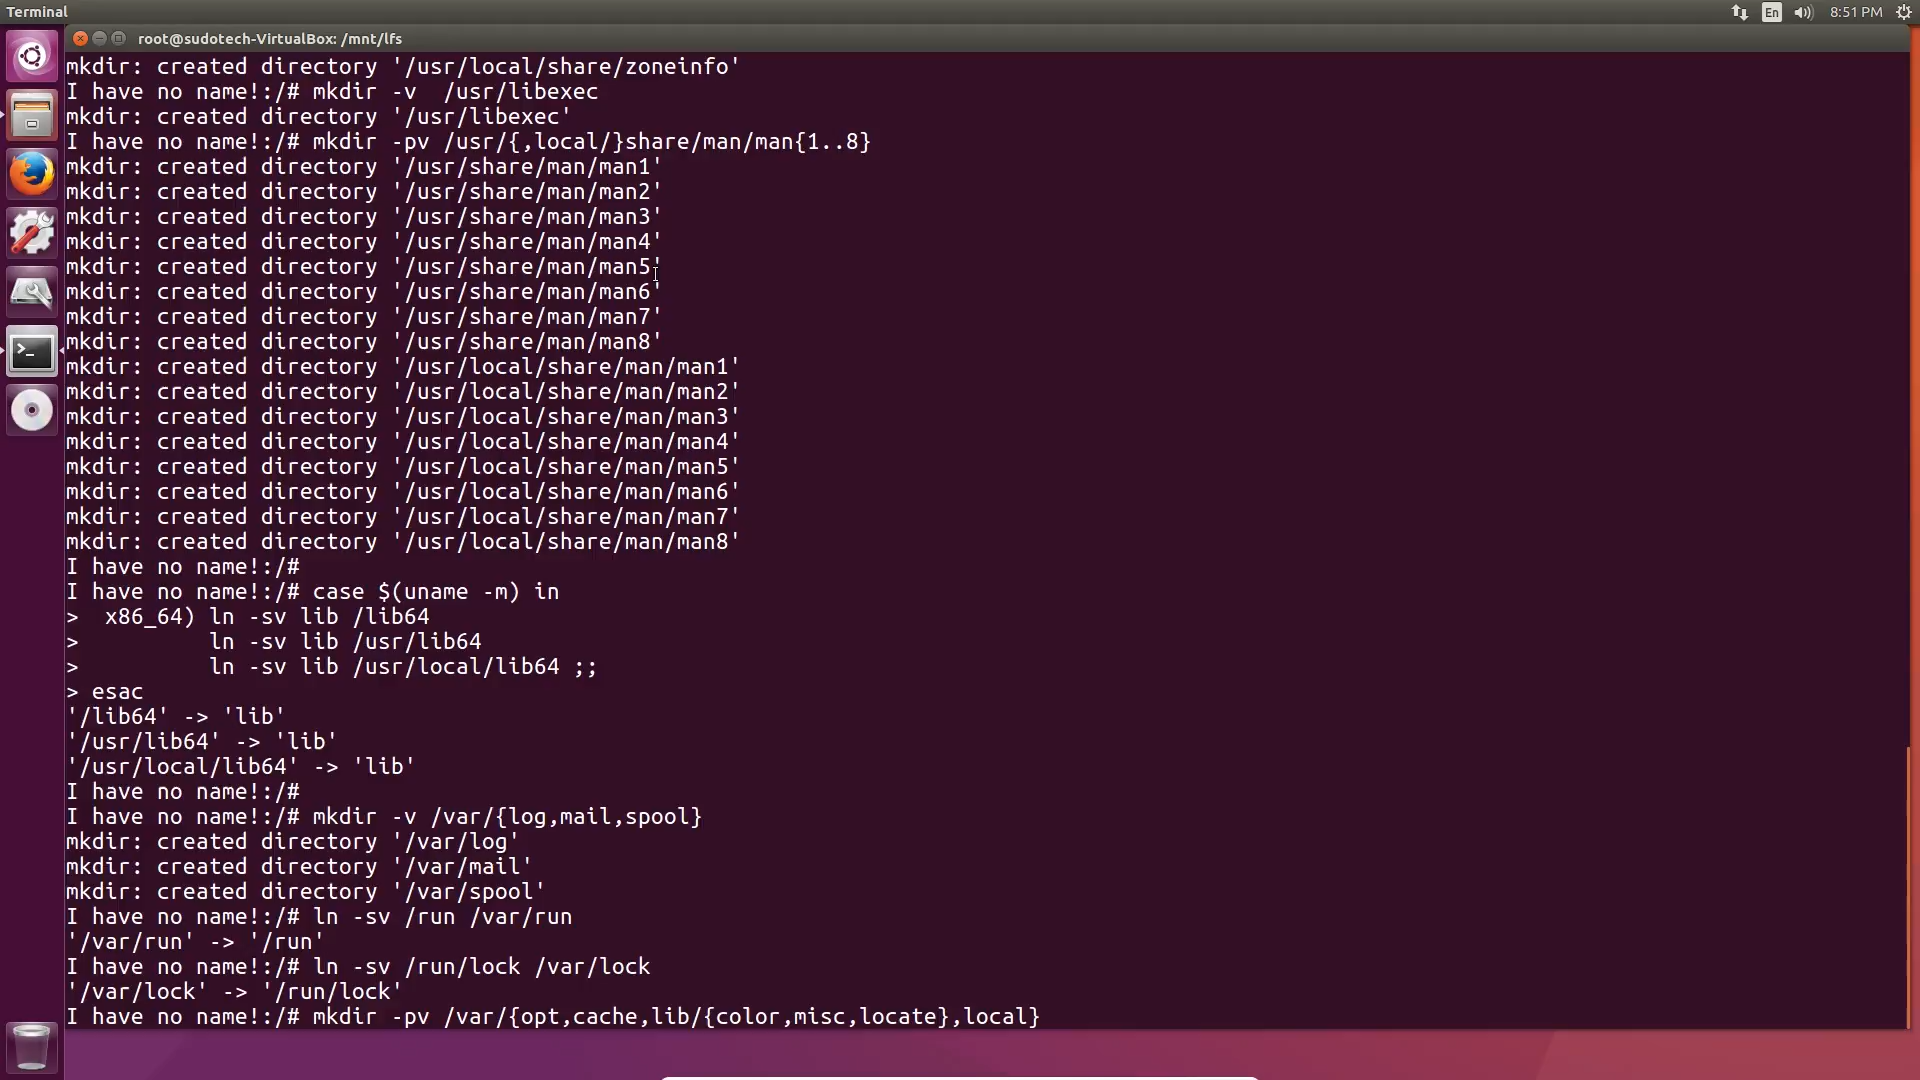 Terminal
En
8:51 PM
root@sudotech-VirtualBox: /mnt/lfs
mkdir: created directory '/usr/local/share/zoneinfo'
I have no name!:/# mkdir -v  /usr/libexec
mkdir: created directory '/usr/libexec'
I have no name!:/# mkdir -pv /usr/{,local/}share/man/man{1..8}
mkdir: created directory '/usr/share/man/man1'
mkdir: created directory '/usr/share/man/man2'
mkdir: created directory '/usr/share/man/man3'
mkdir: created directory '/usr/share/man/man4'
mkdir: created directory '/usr/share/man/man5'
mkdir: created directory '/usr/share/man/man6'
mkdir: created directory '/usr/share/man/man7'
mkdir: created directory '/usr/share/man/man8'
mkdir: created directory '/usr/local/share/man/man1'
mkdir: created directory '/usr/local/share/man/man2'
mkdir: created directory '/usr/local/share/man/man3'
mkdir: created directory '/usr/local/share/man/man4'
mkdir: created directory '/usr/local/share/man/man5'
mkdir: created directory '/usr/local/share/man/man6'
mkdir: created directory '/usr/local/share/man/man7'
mkdir: created directory '/usr/local/share/man/man8'
I have no name!:/#
I have no name!:/# case $(uname -m) in
>  x86_64) ln -sv lib /lib64
>          ln -sv lib /usr/lib64
>          ln -sv lib /usr/local/lib64 ;;
> esac
'/lib64' -> 'lib'
'/usr/lib64' -> 'lib'
'/usr/local/lib64' -> 'lib'
I have no name!:/#
I have no name!:/# mkdir -v /var/{log,mail,spool}
mkdir: created directory '/var/log'
mkdir: created directory '/var/mail'
mkdir: created directory '/var/spool'
I have no name!:/# ln -sv /run /var/run
'/var/run' -> '/run'
I have no name!:/# ln -sv /run/lock /var/lock
'/var/lock' -> '/run/lock'
I have no name!:/# mkdir -pv /var/{opt,cache,lib/{color,misc,locate},local}